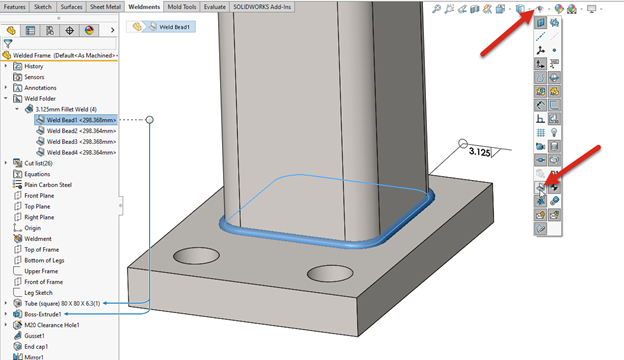 Features Sketch Surfaces Sheet Metal Weldments Mold Tools Evaluate SOLIDWORKS Add-Ins
Weld Bead1
Welded Frame (Default<As Machined>
History
Sensors
Annotations
Weld Folder
3.125mm Fillet Weld (4)
Weld Bead1 <298.368mm>
Weld Bead2 <298.364mm>
Weld Bead3 <298.368mm>
Weld Bead4 <298.364mm>
Cut list(26)
Equations
Plain Carbon Steel
Front Plane
Top Plane
Right Plane
Origin
Weldment
Top of Frame
Bottom of Legs
Upper Frame
Front of Frame
Leg Sketch
Tube (square) 80 X 80 X 6.3(1)
Boss-Extrude1
M20 Clearance Hole1
Gusset1
End cap1
Mirror1
3.125